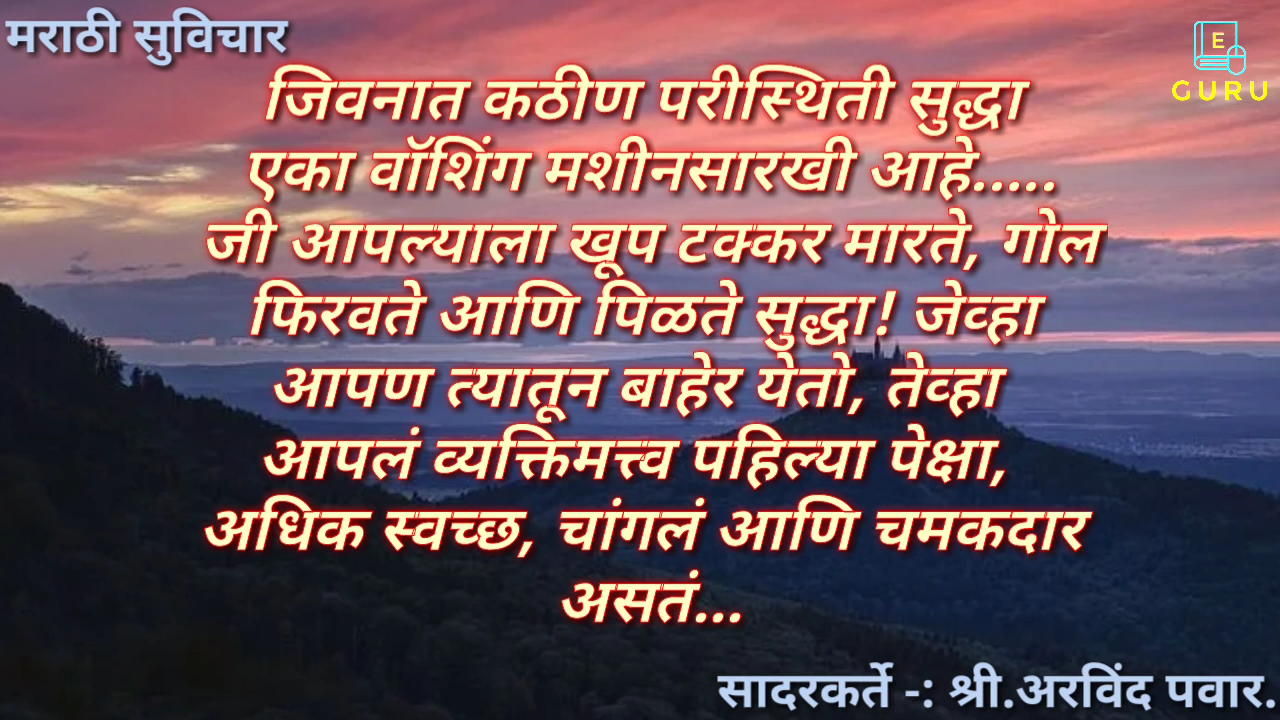 मराठी सुविचार
E
GURU
जिवनात कठीण परीस्थिती सुद्धा
एका वॉशिंग मशीनसारखी आहे.....
जी आपल्याला खूप टक्कर मारते, गोल
फिरवते आणि पिळते सुद्धा! जेव्हा
आपण त्यातून बाहेर येतो, तेव्हा
आपलं व्यक्तिमत्त्व पहिल्या पेक्षा,
अधिक स्वच्छ, चांगलं आणि चमकदार
असतं...
सादरकर्ते -: श्री.अरविंद पवार.